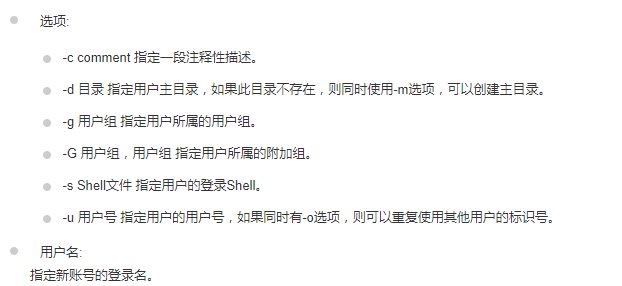 选项:
-c comment 指定一段注释性描述。
-d 目录 指定用户主目录，如果此目录不存在，则同时使用-m选项，可以创建主目录。
-g 用户组 指定用户所属的用户组。
-G 用户组，用户组 指定用户所属的附加组。
-s Shell文件 指定用户的登录Shell。
-u 用户号 指定用户的用户号，如果同时有-o选项，则可以重复使用其他用户的标识号。
用户名:
指定新账号的登录名。